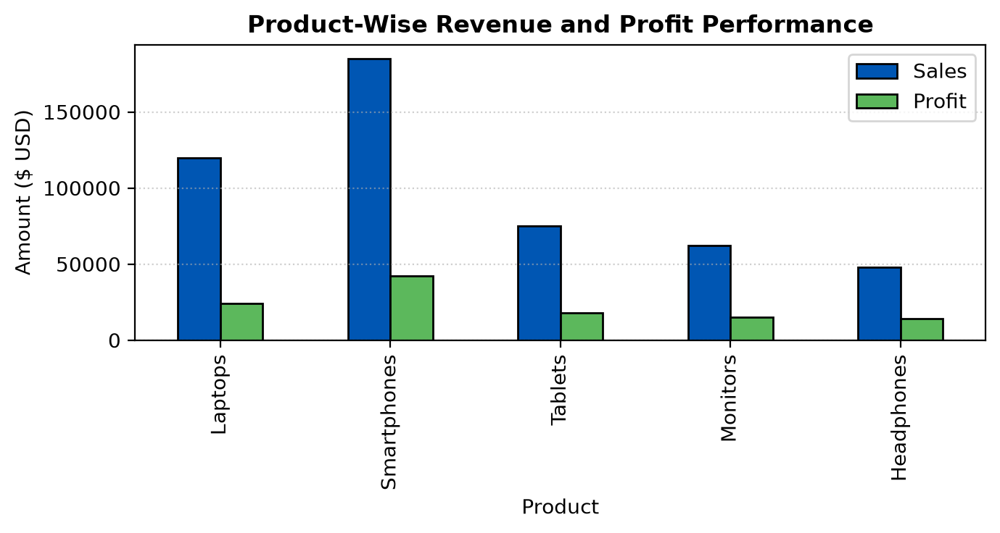 Product-Wise Revenue and Profit Performance
Sales
Profit
Amount ($ USD)
150000
100000
50000
0
Laptops
Smartphones
Tablets
Monitors
Headphones
Product